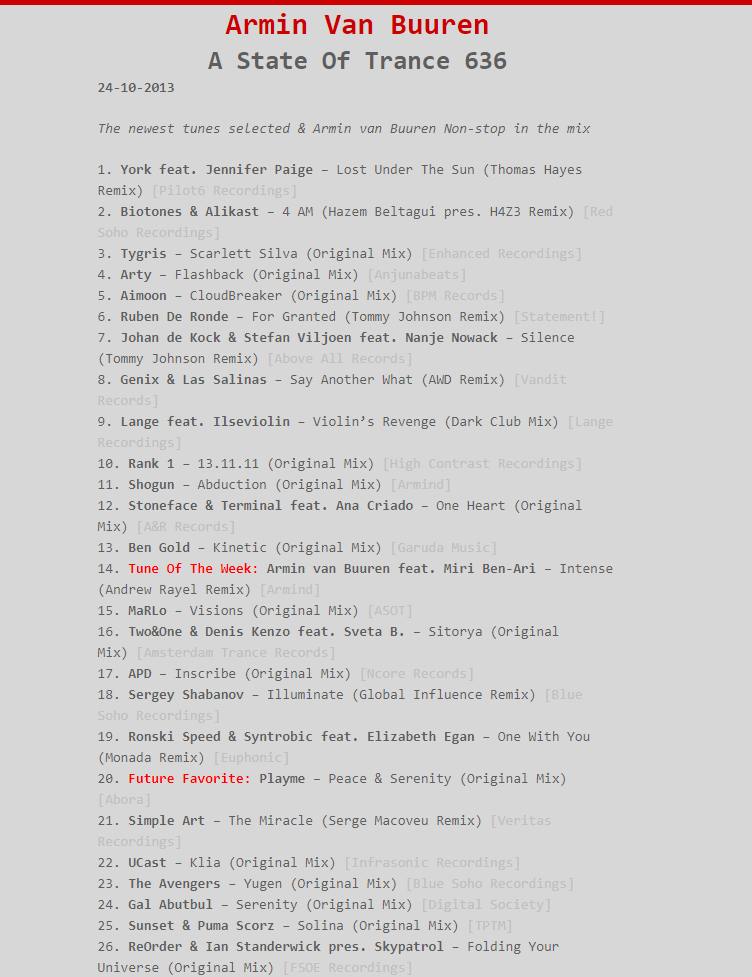 Armin Van Buuren
A State Of Trance 636
24-10-2013
The newest tunes selected & Armin van Buuren Non-stop in the mix
1. York feat. Jennifer Paige – Lost Under The Sun (Thomas Hayes
Remix) [Pilot6 Recordings]
2. Biotones & Alikast – 4 AM (Hazem Beltagui pres. H4Z3 Remix) [Red
Soho Recordings]
3. Tygris – Scarlett Silva (Original Mix) [Enhanced Recordings]
4. Arty – Flashback (Original Mix) [Anjunabeats]
5. Aimoon – CloudBreaker (Original Mix) [BPM Records]
6. Ruben De Ronde – For Granted (Tommy Johnson Remix) [Statement!]
7. Johan de Kock & Stefan Viljoen feat. Nanje Nowack – Silence
(Tommy Johnson Remix) [Above All Records]
8. Genix & Las Salinas – Say Another What (AWD Remix) [Vandit
Records]
9. Lange feat. Ilseviolin – Violin’s Revenge (Dark Club Mix) [Lange
Recordings]
10. Rank 1 – 13.11.11 (Original Mix) [High Contrast Recordings]
11. Shogun – Abduction (Original Mix) [Armind]
12. Stoneface & Terminal feat. Ana Criado – One Heart (Original
Mix) [A&R Records]
13. Ben Gold – Kinetic (Original Mix) [Garuda Music]
14. Tune Of The Week: Armin van Buuren feat. Miri Ben-Ari – Intense
(Andrew Rayel Remix) [Armind]
15. MaRLo – Visions (Original Mix) [ASOT]
16. Two&One & Denis Kenzo feat. Sveta B. – Sitorya (Original
Mix) [Amsterdam Trance Records]
17. APD – Inscribe (Original Mix) [Ncore Records]
18. Sergey Shabanov – Illuminate (Global Influence Remix) [Blue
Soho Recordings]
19. Ronski Speed & Syntrobic feat. Elizabeth Egan – One With You
(Monada Remix) [Euphonic]
20. Future Favorite: Playme – Peace & Serenity (Original Mix)
[Abora]
21. Simple Art – The Miracle (Serge Macoveu Remix) [Veritas
Recordings]
22. UCast – Klia (Original Mix) [Infrasonic Recordings]
23. The Avengers – Yugen (Original Mix) [Blue Soho Recordings]
24. Gal Abutbul – Serenity (Original Mix) [Digital Society]
25. Sunset & Puma Scorz – Solina (Original Mix) [TPTM]
26. ReOrder & Ian Standerwick pres. Skypatrol – Folding Your
Universe (Original Mix) [FSOE Recordings]